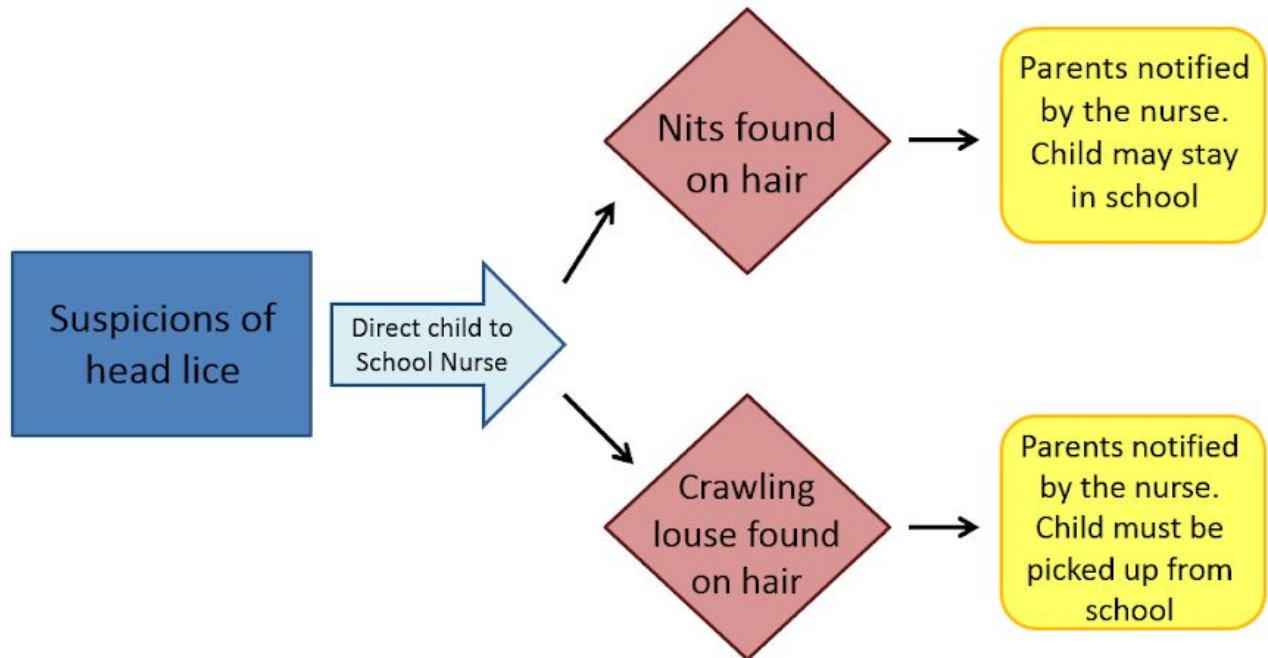 Suspicions of
head lice
Direct child to
School Nurse
Nits found
on hair
Parents notified
by the nurse.
Child may stay
in school
Crawling
louse found
on hair
Parents notified
by the nurse.
Child must be
picked up from
school